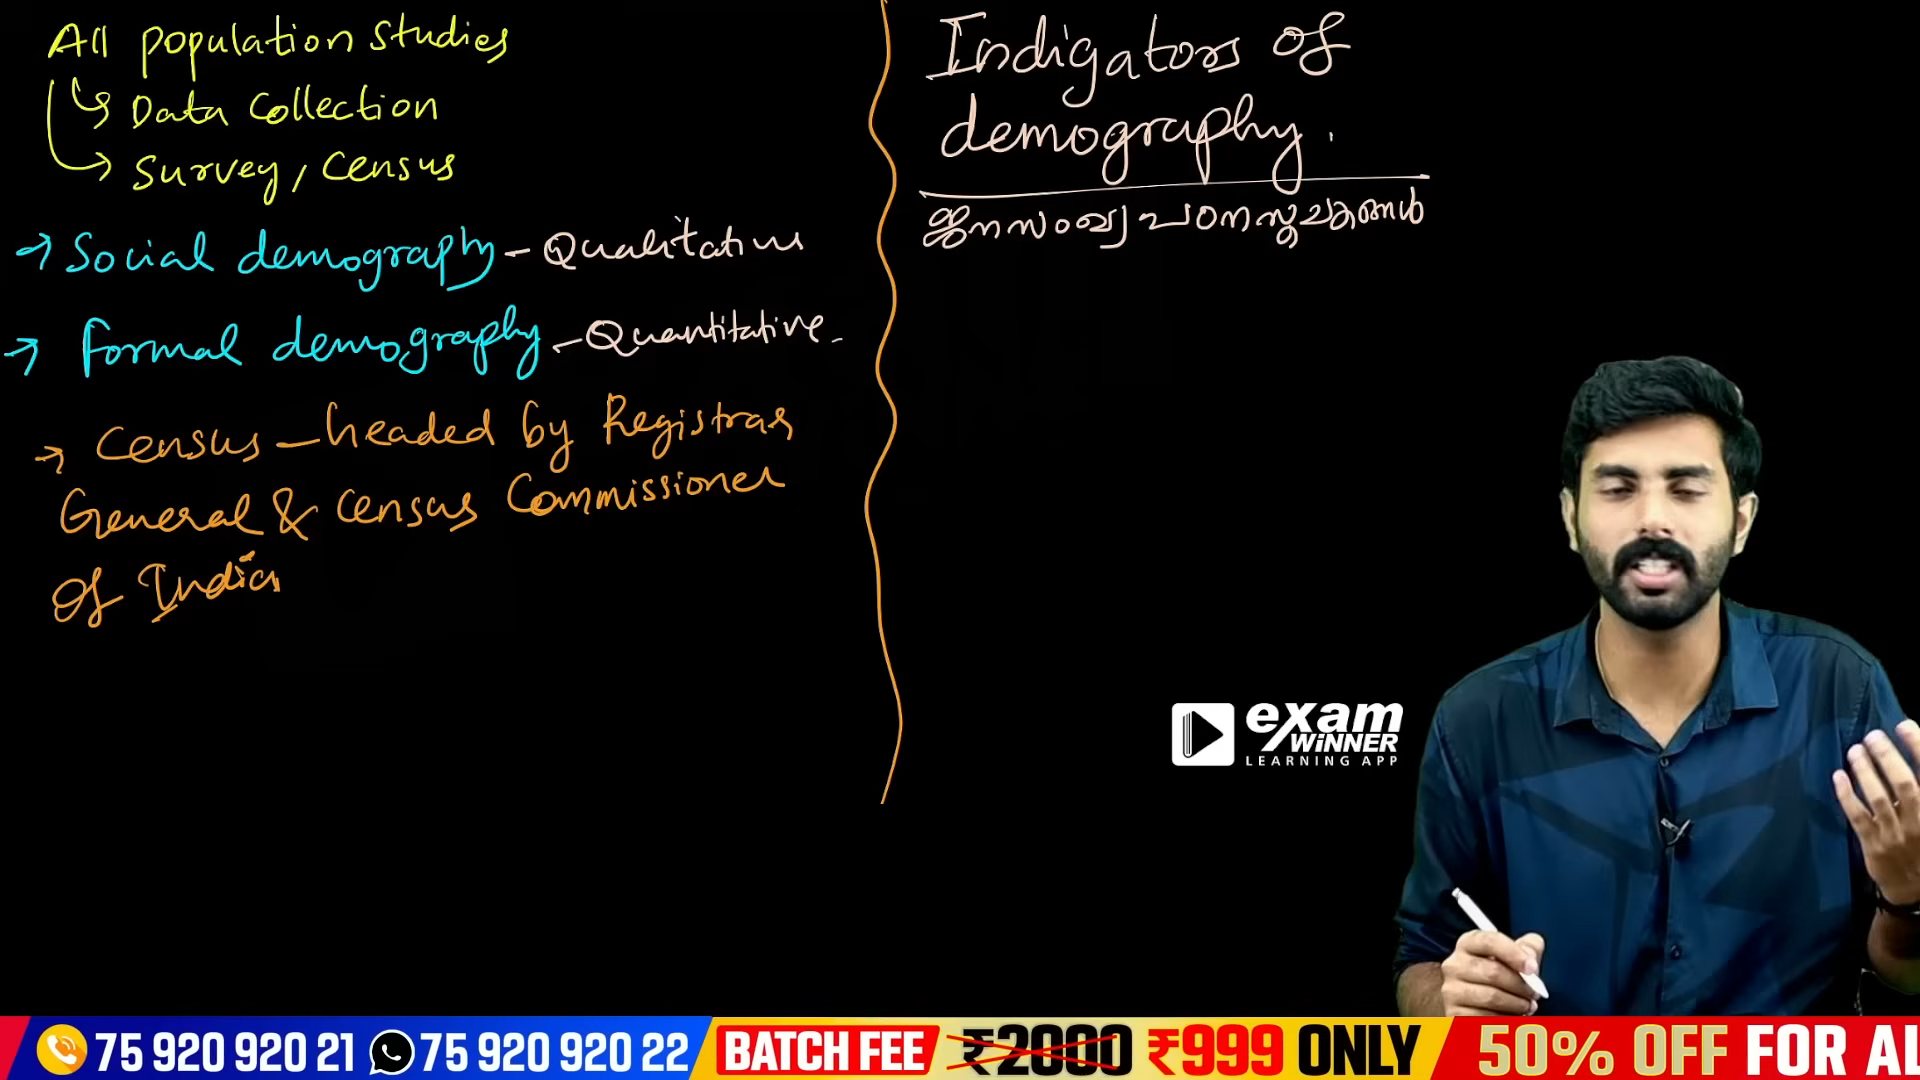 All population studies
↳ Data Collection
↳ Survey, Census
→ Social demography - Qualitative
→ Formal demography - Quantitative.
→ Census - headed by Registrar
General & Census Commissioner
of India
Indigators of
demography.
ജനസംഖ്യ പഠനസൂചകങ്ങൾ
exam
WiNNER
LEARNING APP
75 920 920 21 75 920 920 22 BATCH FEE ₹2000 ₹999 ONLY 50% OFF FOR AL